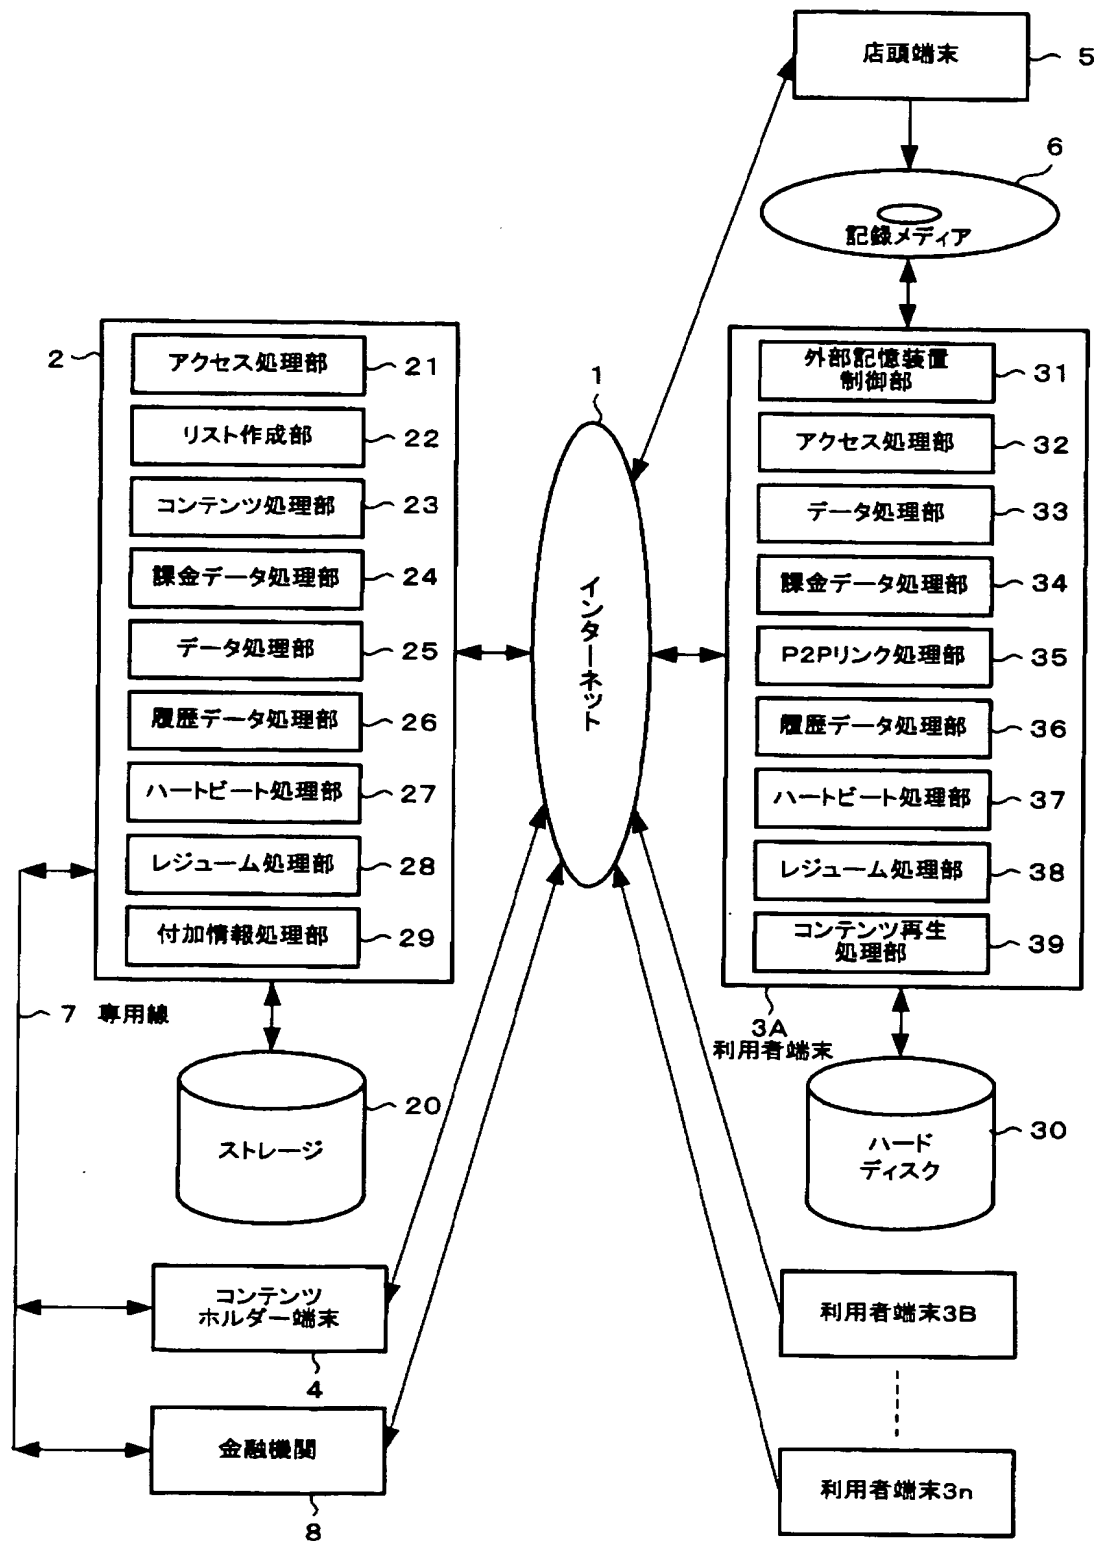 店頭端末
5
6
記録メディア
2
アクセス処理部
21
リスト作成部
22
コンテンツ処理部
23
課金データ処理部
24
データ処理部
25
履歴データ処理部
26
ハートビート処理部
27
レジューム処理部
28
付加情報処理部
29
7 専用線
20
ストレージ
コンテンツ
ホルダー端末
4
金融機関
8
1
インターネット
外部記憶装置
制御部
31
アクセス処理部
32
データ処理部
33
課金データ処理部
34
P2Pリンク処理部
35
履歴データ処理部
36
ハートビート処理部
37
レジューム処理部
38
コンテンツ再生
処理部
39
3A
利用者端末
30
ハード
ディスク
利用者端末3B
利用者端末3n